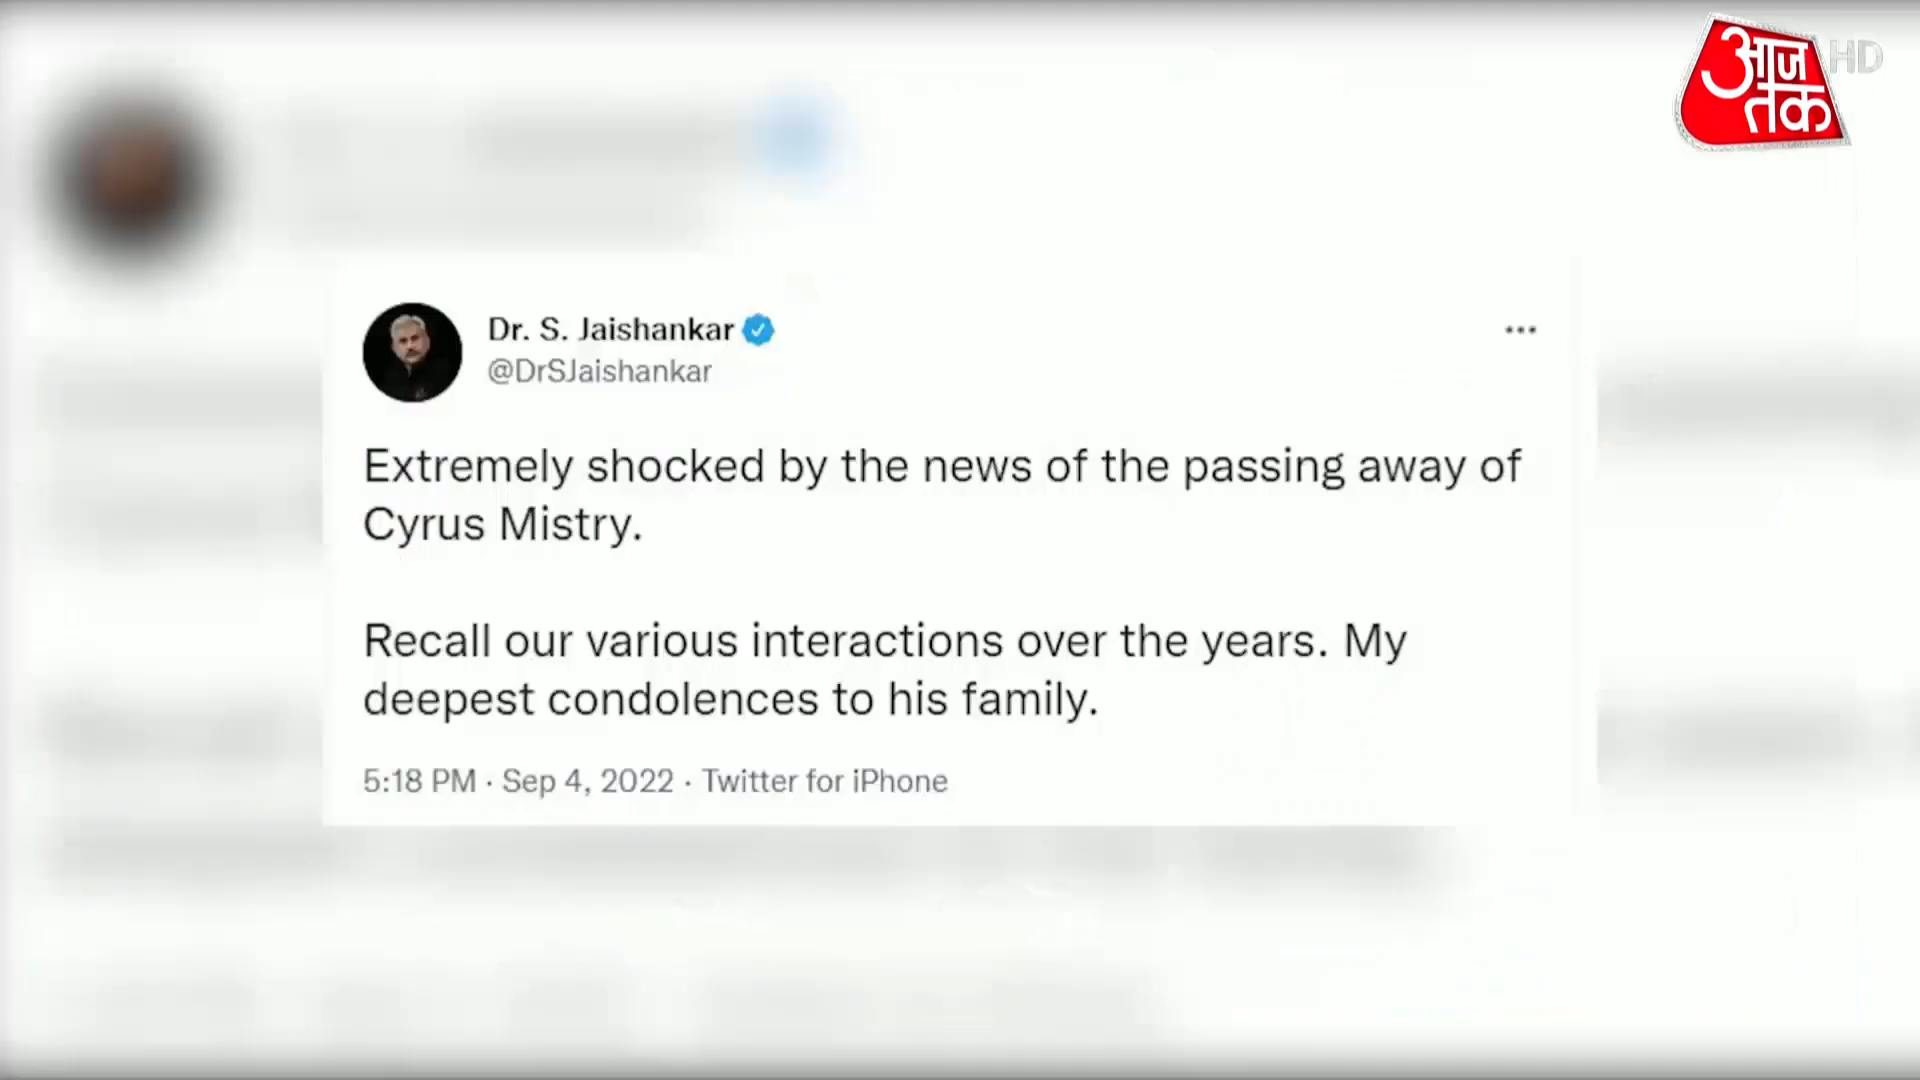 आज
तक
HD
Dr. S. Jaishankar
@DrSJaishankar
Extremely shocked by the news of the passing away of
Cyrus Mistry.
Recall our various interactions over the years. My
deepest condolences to his family.
5:18 PM · Sep 4, 2022 · Twitter for iPhone